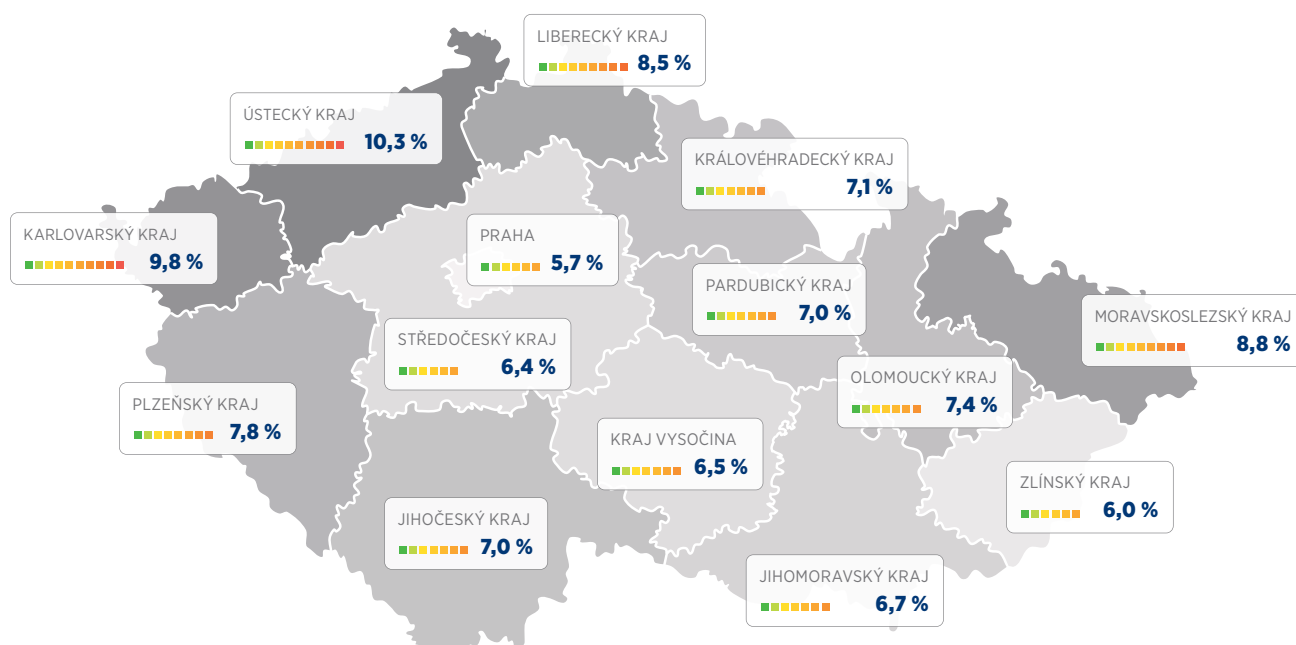 LIBERECKÝ KRAJ
8,5 %
ÚSTECKÝ KRAJ
10,3 %
KRÁLOVÉHRADECKÝ KRAJ
7,1 %
KARLOVARSKÝ KRAJ
9,8 %
PRAHA
5,7 %
PARDUBICKÝ KRAJ
7,0 %
MORAVSKOSLEZSKÝ KRAJ
8,8 %
STŘEDOČESKÝ KRAJ
6,4 %
OLOMOUCKÝ KRAJ
7,4 %
PLZEŇSKÝ KRAJ
7,8 %
KRAJ VYSOČINA
6,5 %
ZLÍNSKÝ KRAJ
6,0 %
JIHOČESKÝ KRAJ
7,0 %
JIHOMORAVSKÝ KRAJ
6,7 %